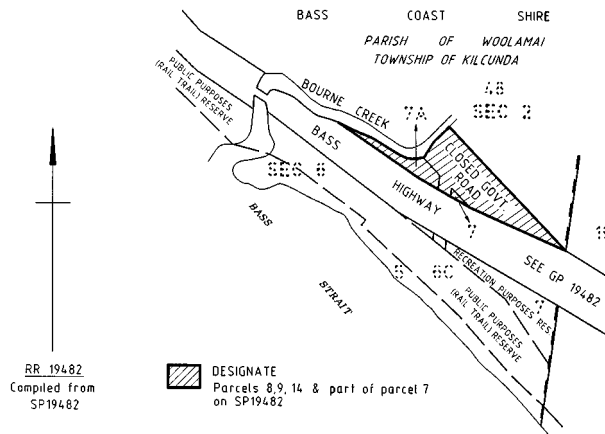 BASS COAST SHIRE
PARISH OF WOOLAMAI
TOWNSHIP OF KILCUNDA
PUBLIC PURPOSES
(RAIL TRAIL) RESERVE
BOURNE CREEK
48
SEC 2
7A
CLOSED GOVT
ROAD
BASS
HIGHWAY
SEC 6
7
SEE GP 19482
BASS
STRAIT
5 6C
RECREATION PURPOSES RES
PUBLIC PURPOSES
(RAIL TRAIL) RESERVE
1
RR 19482
Compiled from
SP19482
DESIGNATE
Parcels 8,9, 14 & part of parcel 7
on SP19482